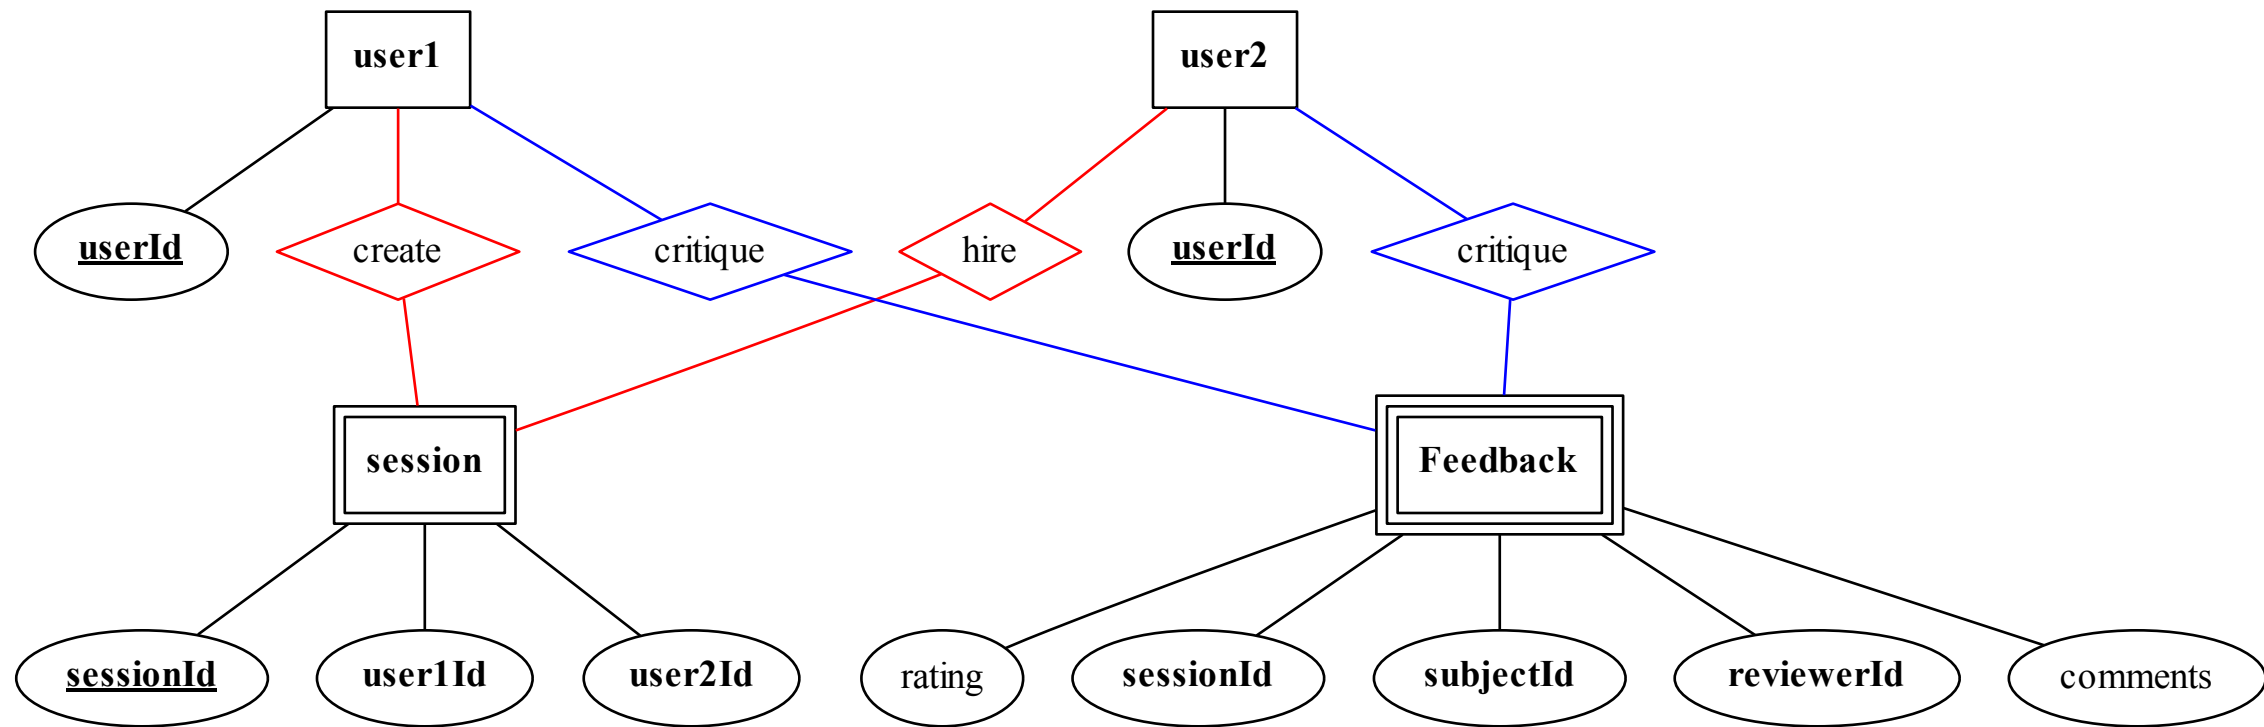 user1
user2
userId
create
critique
hire
userId
critique
session
Feedback
sessionId
user1Id
user2Id
rating
sessionId
subjectId
reviewerId
comments